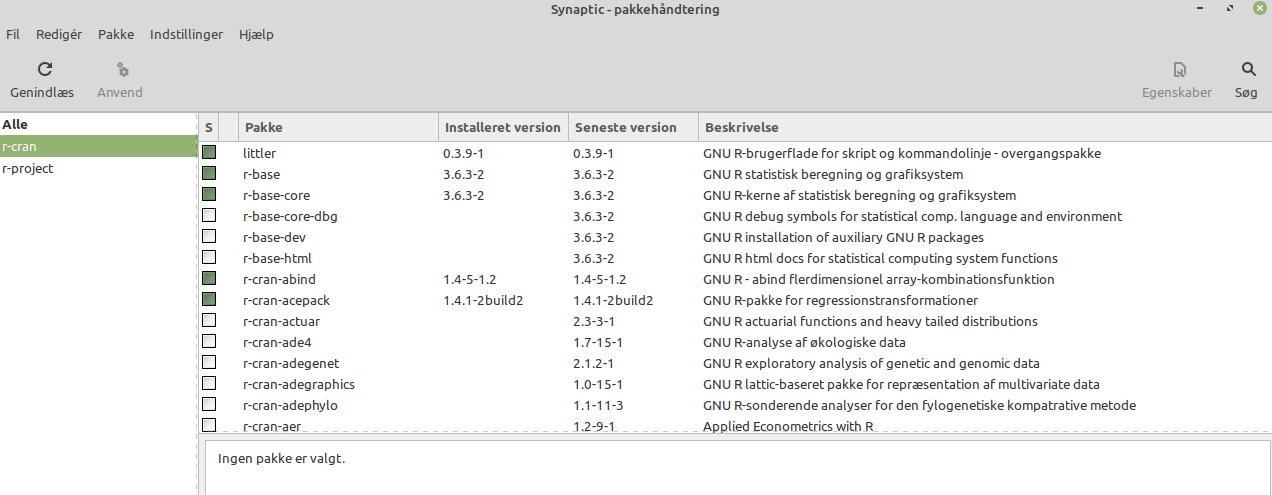 Synaptic - pakkehåndtering
Fil Redigér Pakke Indstillinger Hjælp
Genindlæs Anvend Egenskaber Søg
Alle
r-cran
r-project
S Pakke Installeret version Seneste version Beskrivelse
littler 0.3.9-1 0.3.9-1 GNU R-brugerflade for skript og kommandolinje - overgangspakke
r-base 3.6.3-2 3.6.3-2 GNU R statistisk beregning og grafiksystem
r-base-core 3.6.3-2 3.6.3-2 GNU R-kerne af statistisk beregning og grafiksystem
r-base-core-dbg 3.6.3-2 GNU R debug symbols for statistical comp. language and environment
r-base-dev 3.6.3-2 GNU R installation of auxiliary GNU R packages
r-base-html 3.6.3-2 GNU R html docs for statistical computing system functions
r-cran-abind 1.4-5-1.2 1.4-5-1.2 GNU R - abind flerdimensionel array-kombinationsfunktion
r-cran-acepack 1.4.1-2build2 1.4.1-2build2 GNU R-pakke for regressionstransformationer
r-cran-actuar 2.3-3-1 GNU R actuarial functions and heavy tailed distributions
r-cran-ade4 1.7-15-1 GNU R-analyse af økologiske data
r-cran-adegenet 2.1.2-1 GNU R exploratory analysis of genetic and genomic data
r-cran-adegraphics 1.0-15-1 GNU R lattic-baseret pakke for repræsentation af multivariate data
r-cran-adephylo 1.1-11-3 GNU R-sonderende analyser for den fylogenetiske kompatrative metode
r-cran-aer 1.2-9-1 Applied Econometrics with R
Ingen pakke er valgt.